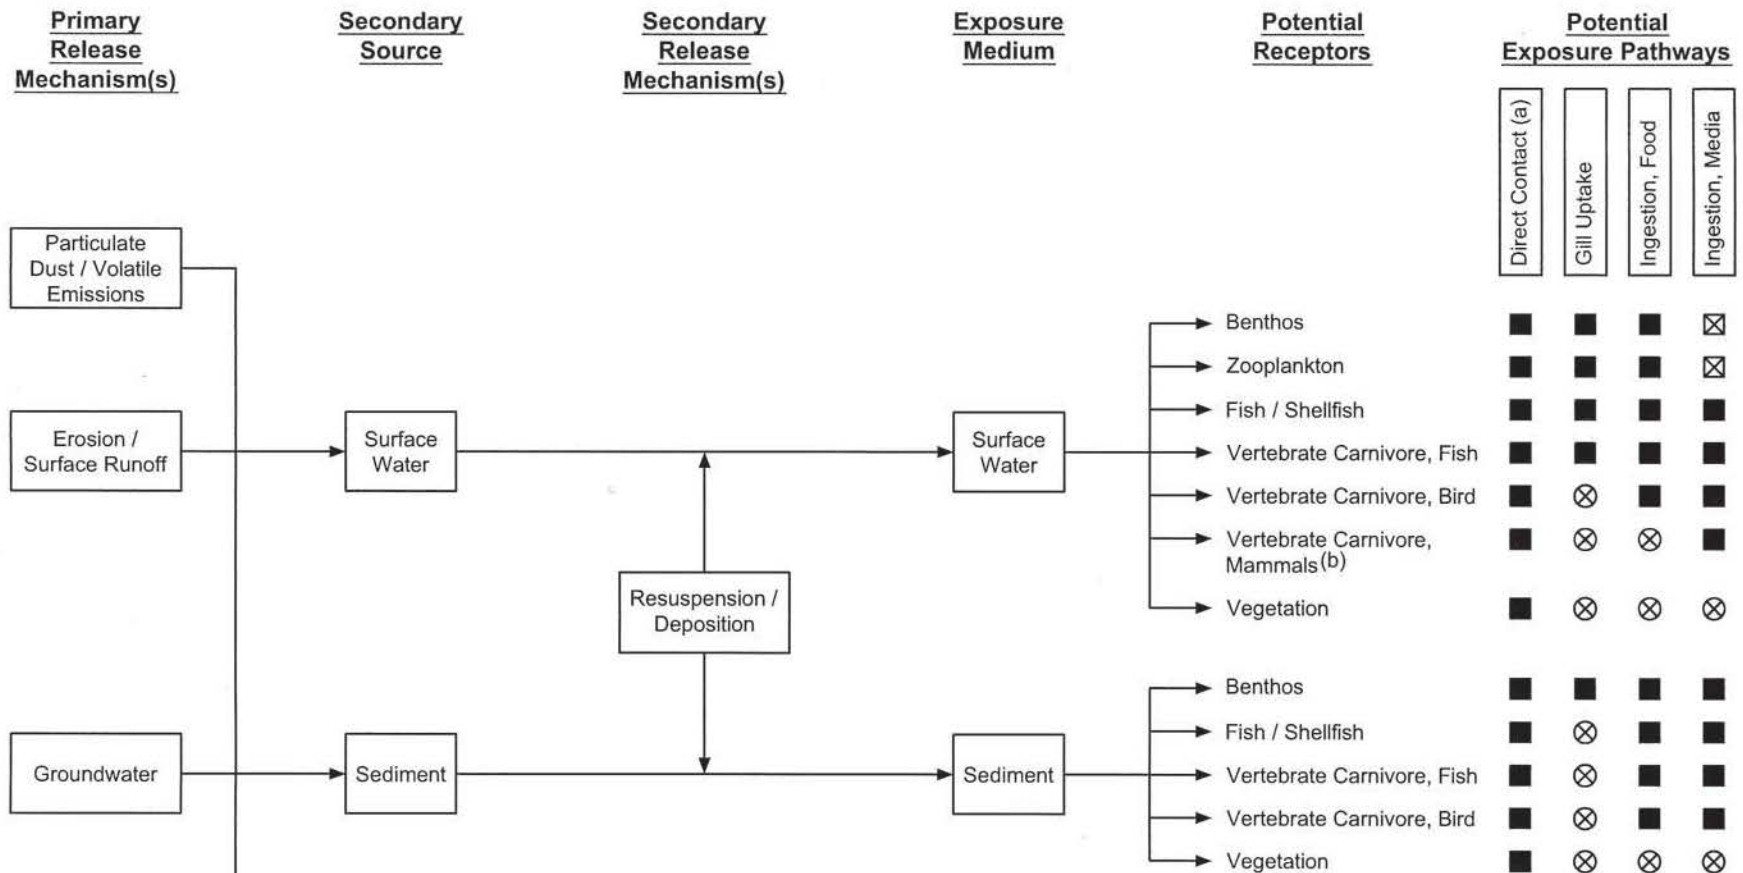 Primary
Release
Mechanism(s)
Secondary
Source
Secondary
Release
Mechanism(s)
Exposure
Medium
Potential
Receptors
Potential
Exposure Pathways
Direct Contact (a)
Gill Uptake
Ingestion, Food
Ingestion, Media
Particulate
Dust / Volatile
Emissions
Erosion /
Surface Runoff
Surface
Water
Surface
Water
Benthos
Zooplankton
Fish / Shellfish
Vertebrate Carnivore, Fish
Vertebrate Carnivore, Bird
Vertebrate Carnivore,
Mammals(b)
Vegetation
Resuspension /
Deposition
Groundwater
Sediment
Sediment
Benthos
Fish / Shellfish
Vertebrate Carnivore, Fish
Vertebrate Carnivore, Bird
Vegetation